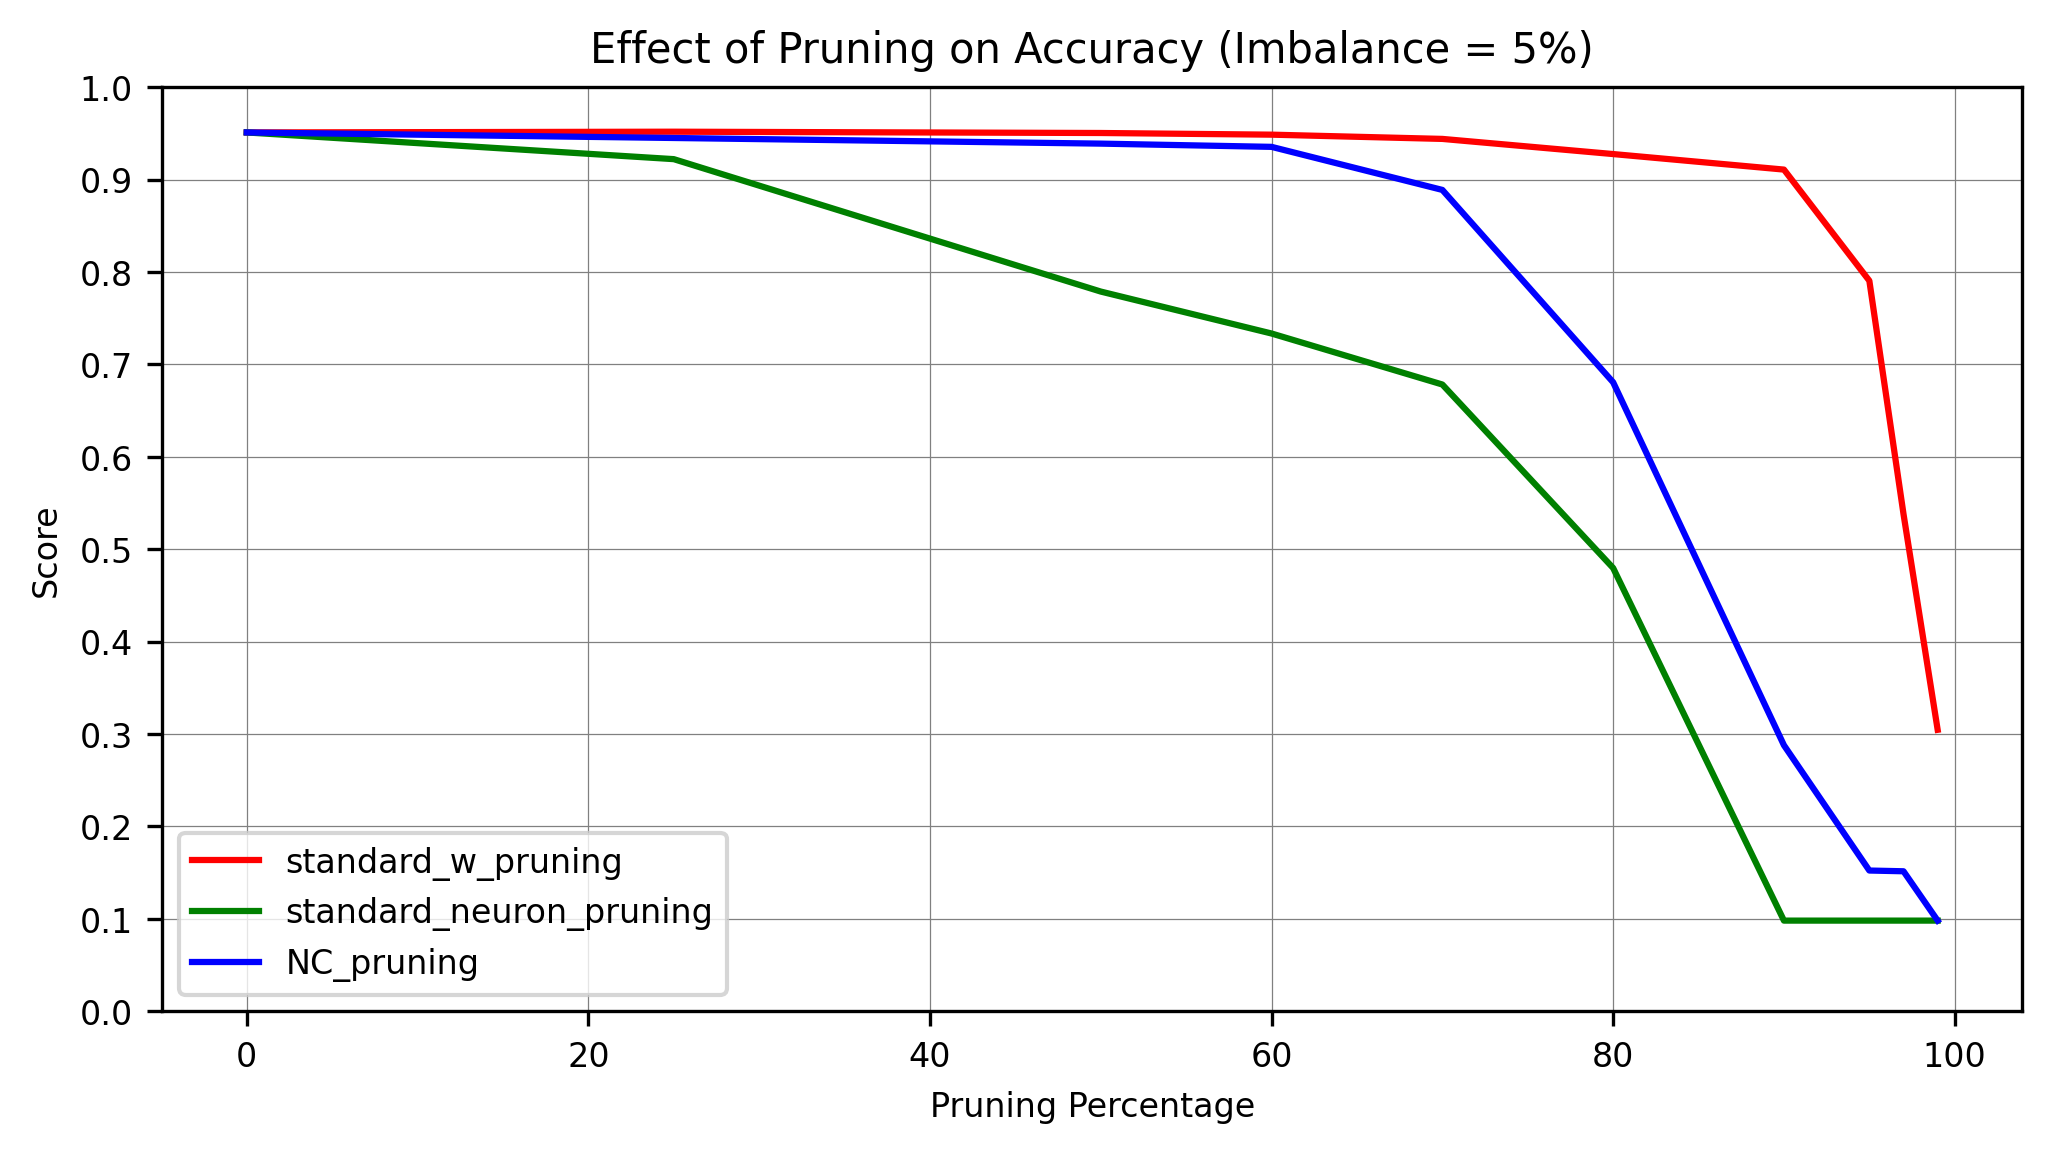 Effect of Pruning on Accuracy (Imbalance = 5%)
1.0
0.9
0.8
0.7
0.6
0.5
0.4
0.3
0.2
0.1
0.0
Score
standard_w_pruning
standard_neuron_pruning
NC_pruning
0 20 40 60 80 100
Pruning Percentage